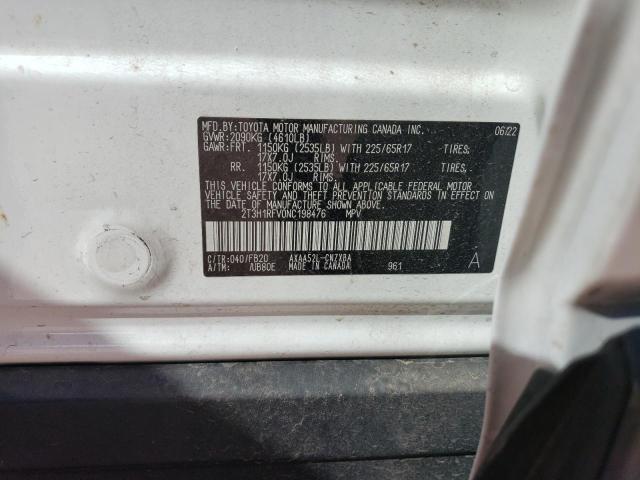 MFD.BY:TOYOTA MOTOR MANUFACTURING CANADA INC. 06/22
GVWR: 2090KG (4610LB)
GAWR:FRT. 1150KG (2535LB) WITH 225/65R17 TIRES,
17X7.0J RIMS,
RR. 1150KG (2535LB) WITH 225/65R17 TIRES,
17X7.0J RIMS.
THIS VEHICLE CONFORMS TO ALL APPLICABLE FEDERAL MOTOR
VEHICLE SAFETY AND THEFT PREVENTION STANDARDS IN EFFECT
ON THE DATE OF MANUFACTURE SHOWN ABOVE.
2T3H1RFV0NC198476 MPV
C/TR:040/FB20 AXAA52L-CNZXBA
A/TM: /UB80E MADE IN CANADA 961 A